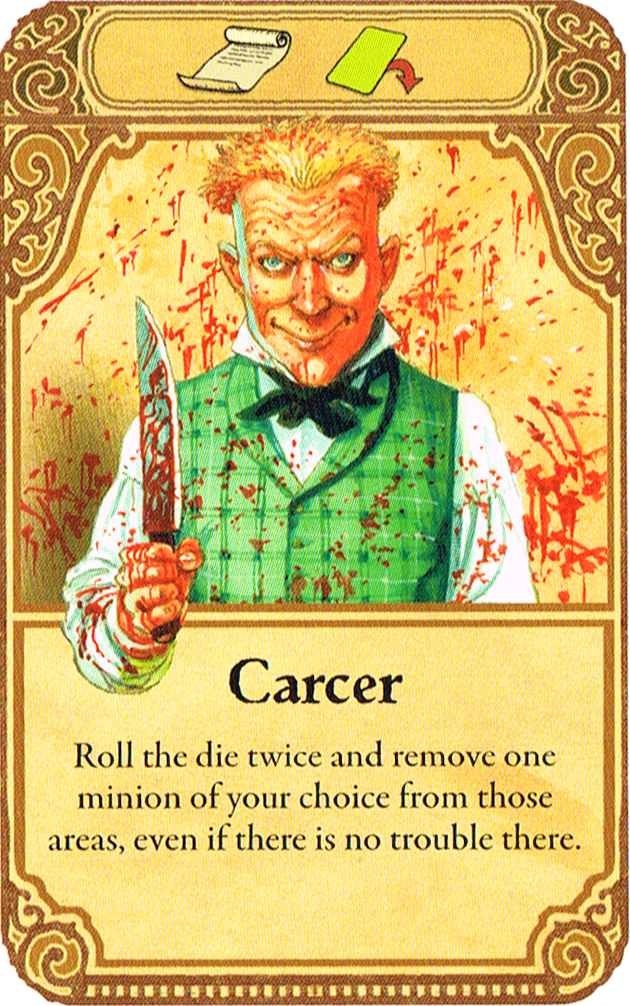 Carcer
Roll the die twice and remove one
minion of your choice from those
areas, even if there is no trouble there.